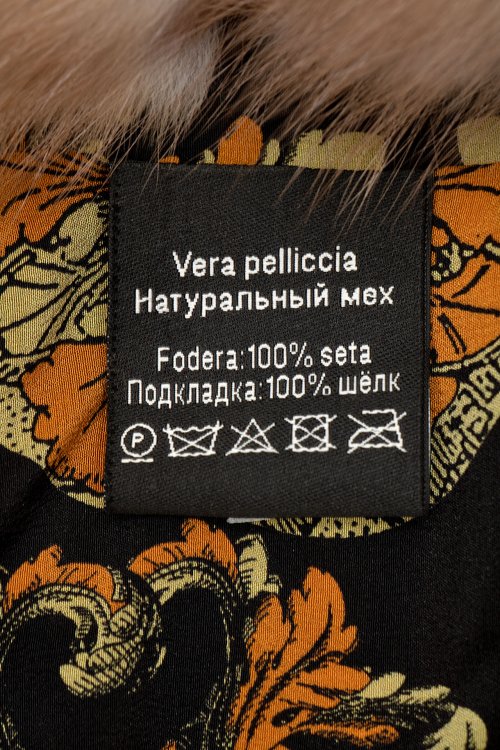 Vera pelliccia
Натуральный мех
Fodera:100% seta
Подкладка:100% шёлк
P